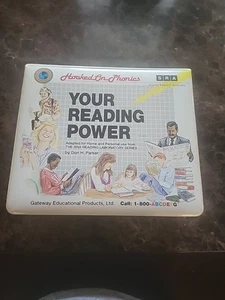 Hooked On Phonics
SRA
YOUR
READING
POWER
Adapted for Home and Personal use from
THE SRA READING LABORATORY SERIES
by Don H. Parker
Gateway Educational Products, Ltd. Call: 1-800-ABCDEFG